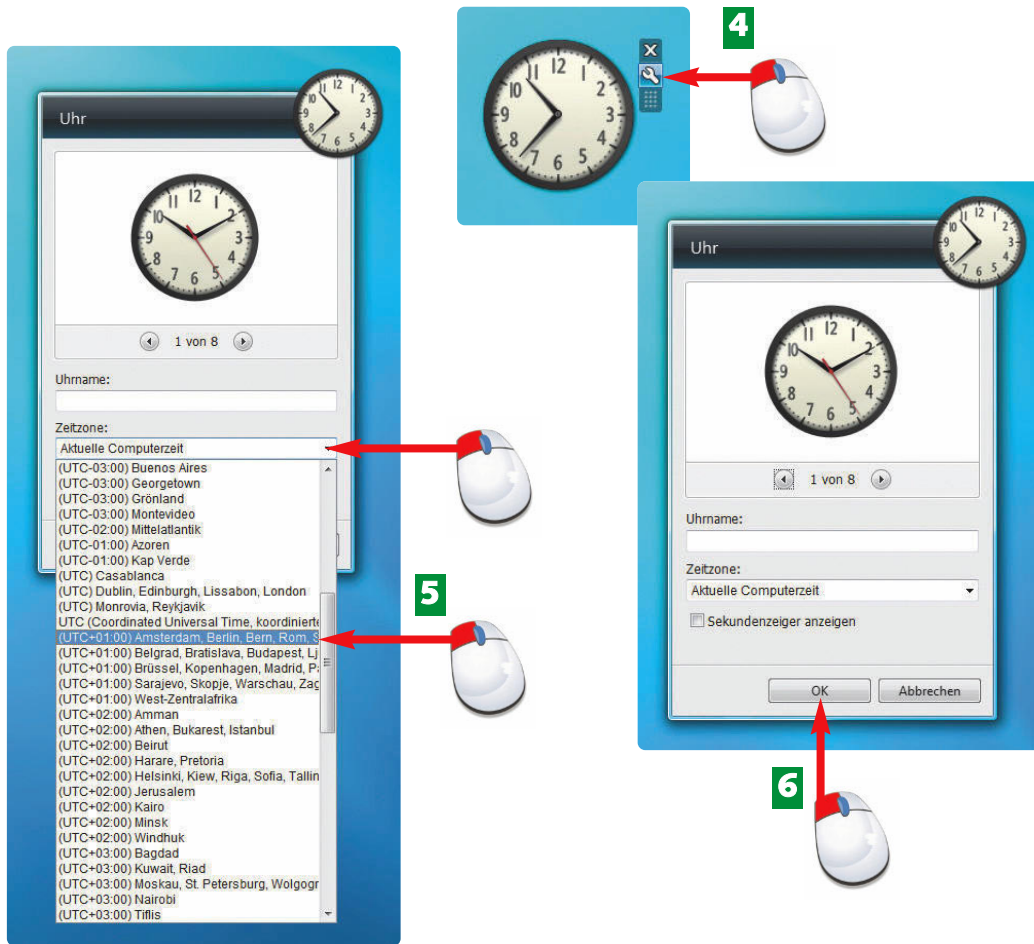 4
Uhr
1 von 8
Uhrname:
Zeitzone:
Aktuelle Computerzeit
(UTC-03:00) Buenos Aires
(UTC-03:00) Georgetown
(UTC-03:00) Grönland
(UTC-03:00) Montevideo
(UTC-02:00) Mittelatlantik
(UTC-01:00) Azoren
(UTC-01:00) Kap Verde
(UTC) Casablanca
(UTC) Dublin, Edinburgh, Lissabon, London
(UTC) Monrovia, Reykjavik
UTC (Coordinated Universal Time, koordinierte
(UTC+01:00) Amsterdam, Berlin, Bern, Rom, S
(UTC+01:00) Belgrad, Bratislava, Budapest, Lj
(UTC+01:00) Brüssel, Kopenhagen, Madrid, Pa
(UTC+01:00) Sarajevo, Skopje, Warschau, Zag
(UTC+01:00) West-Zentralafrika
(UTC+02:00) Amman
(UTC+02:00) Athen, Bukarest, Istanbul
(UTC+02:00) Beirut
(UTC+02:00) Harare, Pretoria
(UTC+02:00) Helsinki, Kiew, Riga, Sofia, Tallin
(UTC+02:00) Jerusalem
(UTC+02:00) Kairo
(UTC+02:00) Minsk
(UTC+02:00) Windhuk
(UTC+03:00) Bagdad
(UTC+03:00) Kuwait, Riad
(UTC+03:00) Moskau, St. Petersburg, Wolgogr
(UTC+03:00) Nairobi
(UTC+03:00) Tiflis
5
Uhr
1 von 8
Uhrname:
Zeitzone:
Aktuelle Computerzeit
Sekundenzeiger anzeigen
OK Abbrechen
6